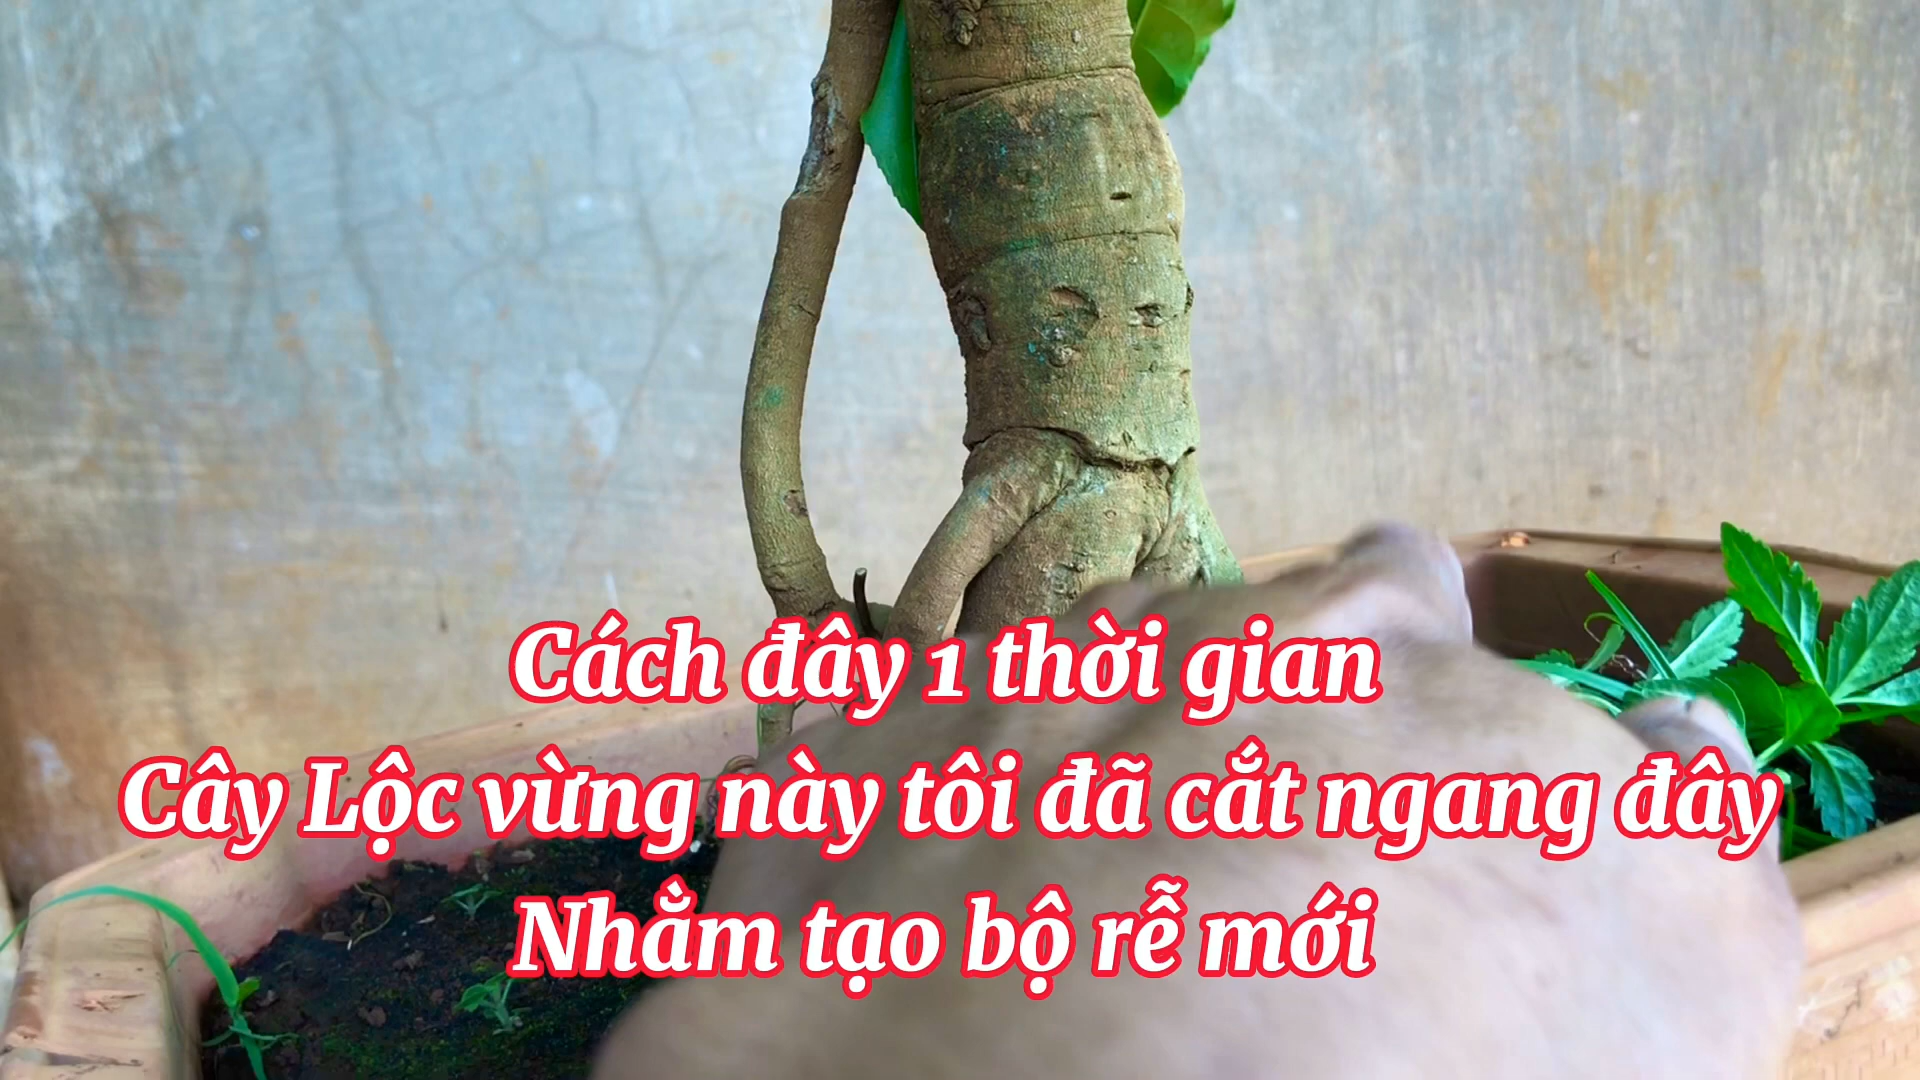 Cách đây 1 thời gian
Cây Lộc vừng này tôi đã cắt ngang đây
Nhằm tạo bộ rễ mới